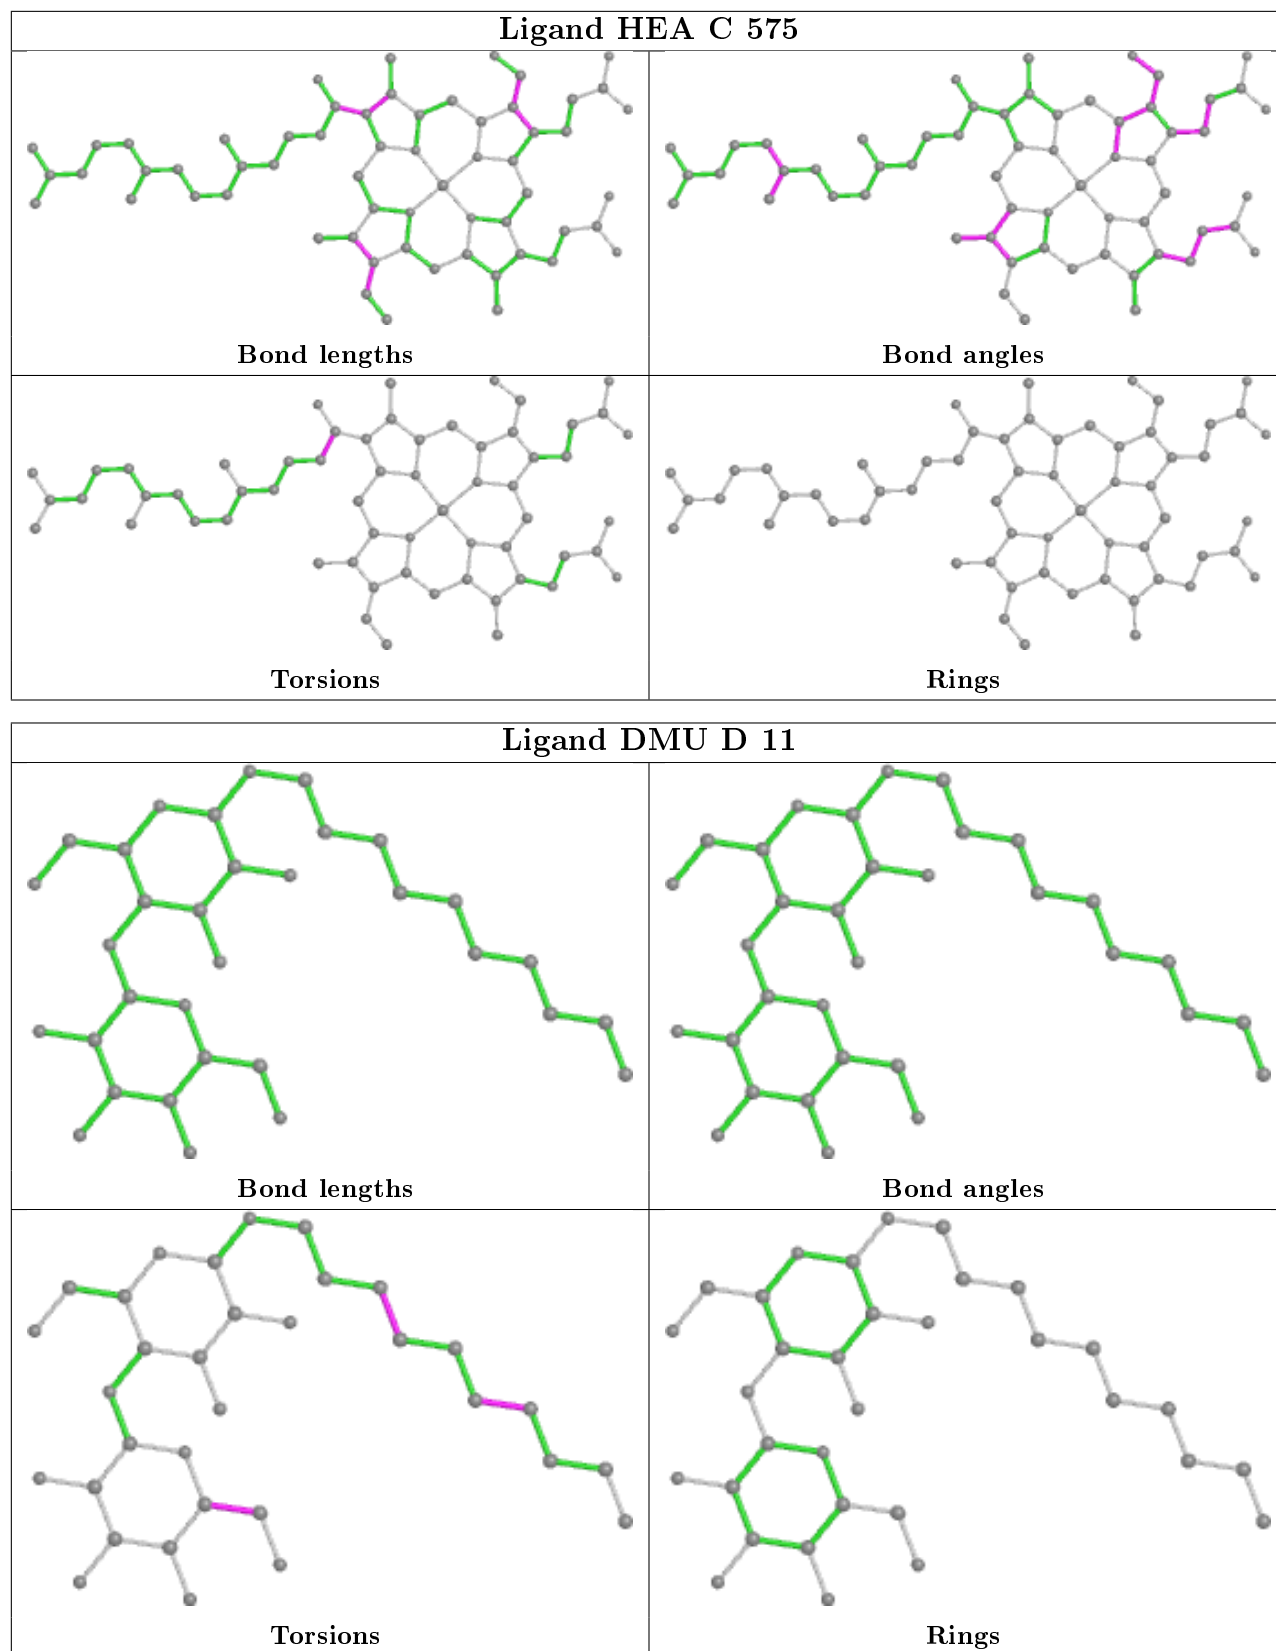 Ligand HEA C 575
Bond lengths
Bond angles
Torsions
Rings
Ligand DMU D 11
Bond lengths
Bond angles
Torsions
Rings